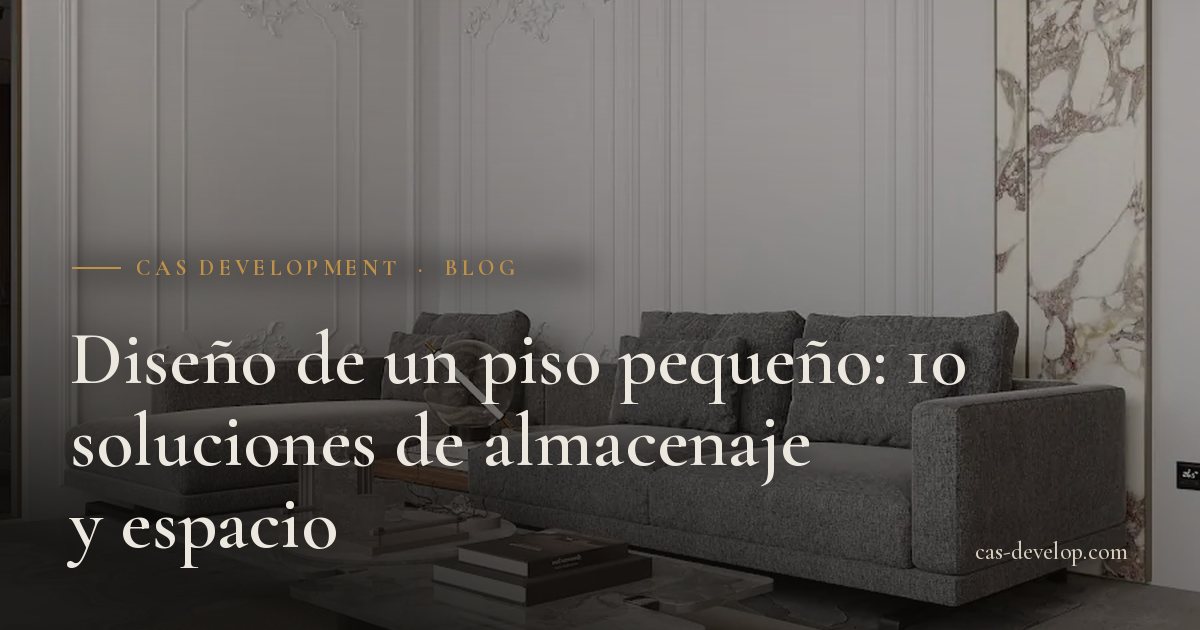 CAS DEVELOPMENT · BLOG
Diseño de un piso pequeño: 10
soluciones de almacenaje
y espacio
cas-develop.com